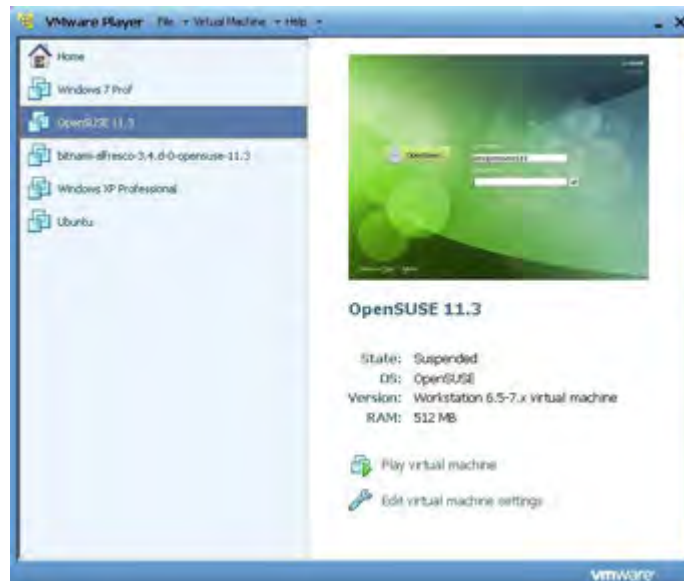 VMware Player File Virtual Machine Help
Home
Windows 7 Prof
OpenSUSE 11.3
bitnami-alfresco-3.4.d-0-opensuse-11.3
Windows XP Professional
Ubuntu
OpenSUSE 11.3
State: Suspended
OS: OpenSUSE
Version: Workstation 6.5-7.x virtual machine
RAM: 512 MB
Play virtual machine
Edit virtual machine settings
vmware